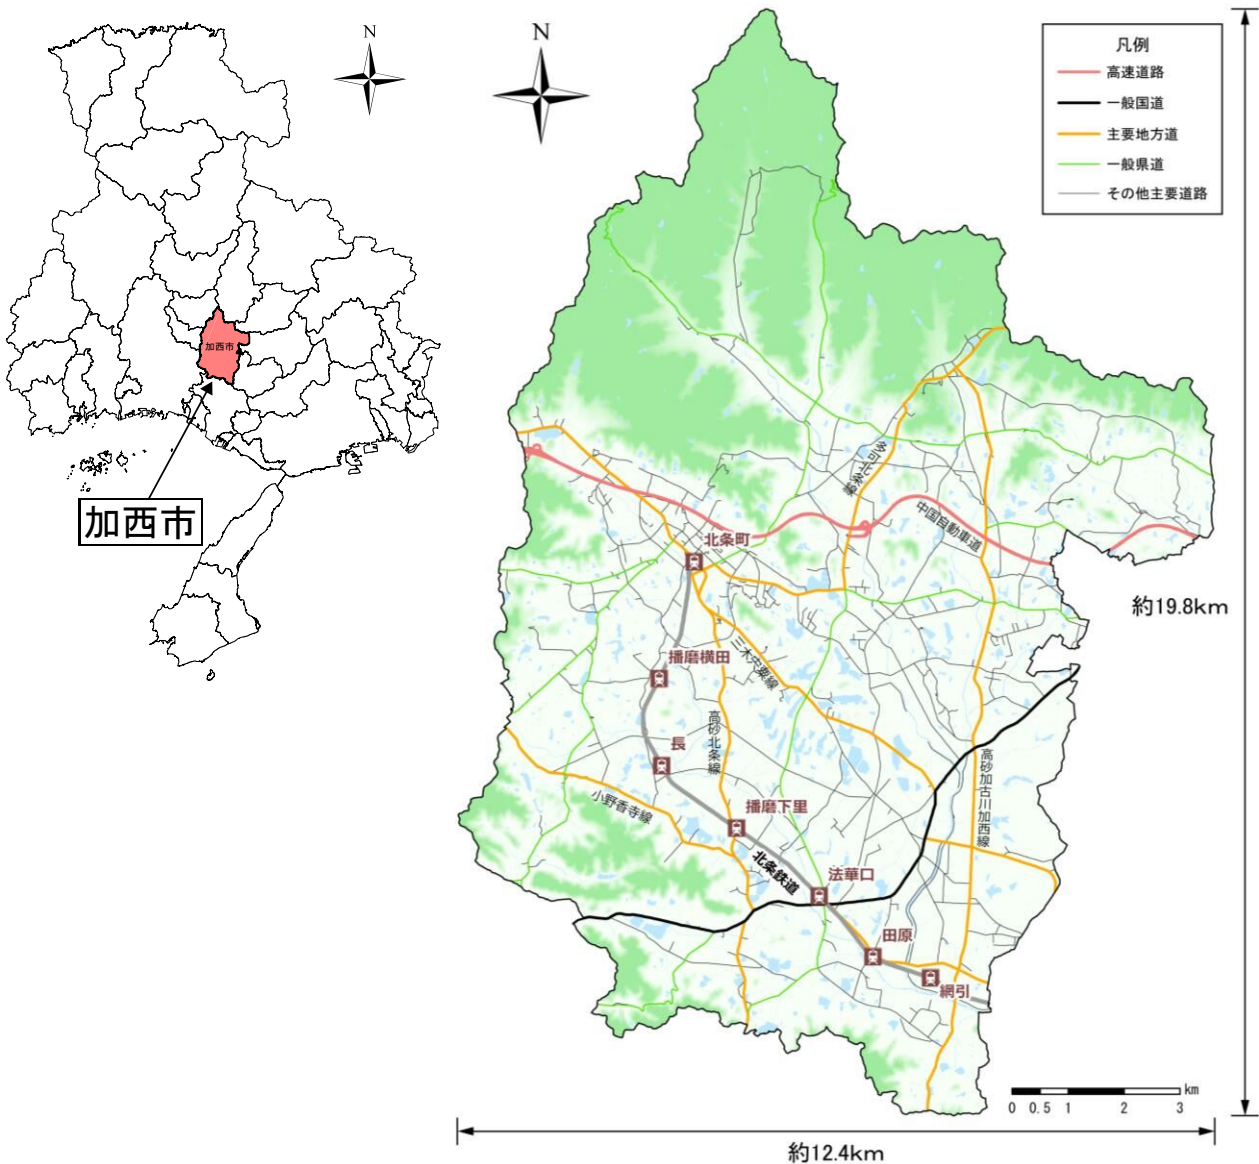 N
加西市
加西市
N
凡例
高速道路
一般国道
主要地方道
一般県道
その他主要道路
多可北条線
中国自動車道
北条町
約19.8km
播磨横田
三木宍粟線
高砂北条線
長
高砂加古川加西線
小野香寺線
播磨下里
北条鉄道
法華口
田原
網引
km
0 0.5 1 2 3
約12.4km